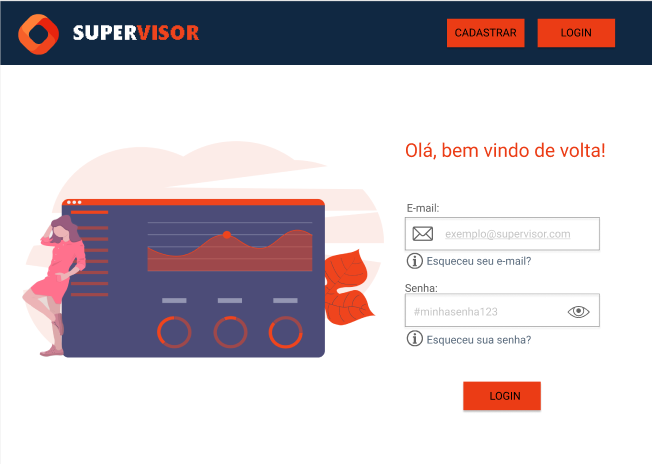 SUPERVISOR
CADASTRAR
LOGIN
Olá, bem vindo de volta!
E-mail:
exemplo@supervisor.com
Esqueceu seu e-mail?
Senha:
#minhasenha123
Esqueceu sua senha?
LOGIN